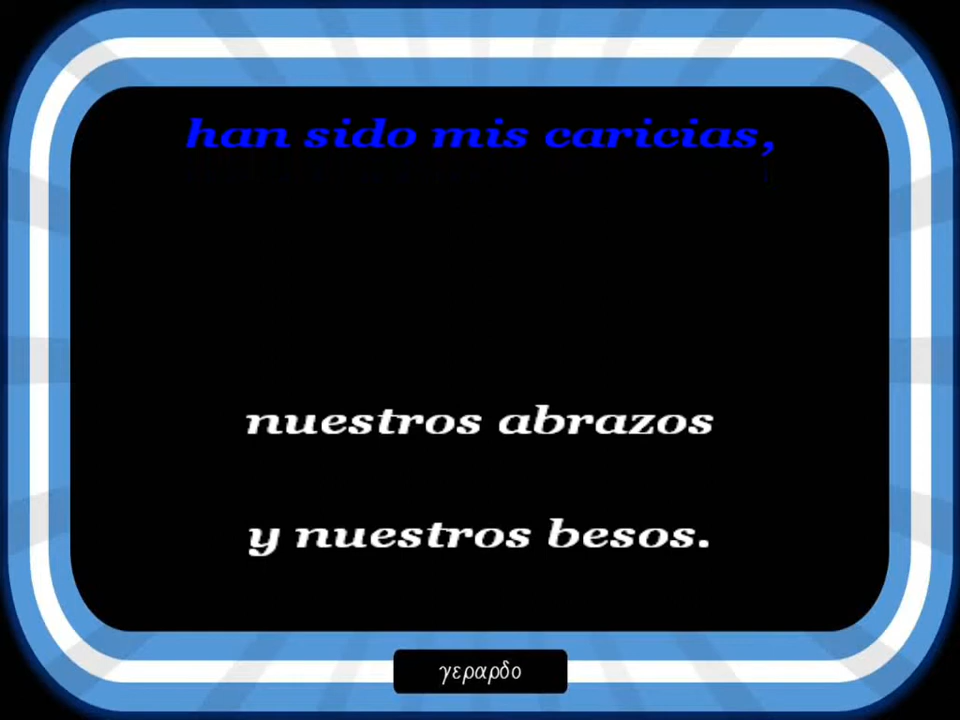 han sido mis caricias,
nuestros abrazos
y nuestros besos.
γεραρδο